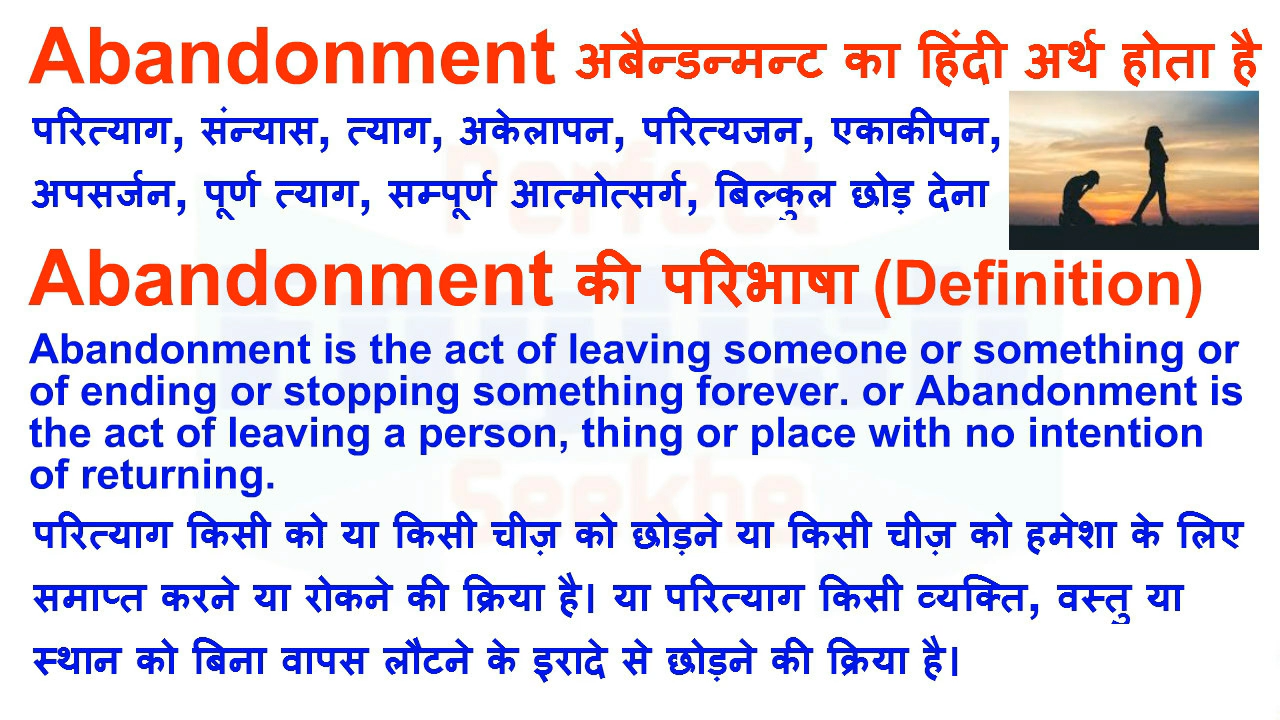 Abandonment अबैन्डन्मन्ट का हिंदी अर्थ होता है
परित्याग, संन्यास, त्याग, अकेलापन, परित्यजन, एकाकीपन,
अपसर्जन, पूर्ण त्याग, सम्पूर्ण आत्मोत्सर्ग, बिल्कुल छोड़ देना
Abandonment की परिभाषा (Definition)
Abandonment is the act of leaving someone or something or
of ending or stopping something forever. or Abandonment is
the act of leaving a person, thing or place with no intention
of returning.
परित्याग किसी को या किसी चीज़ को छोड़ने या किसी चीज़ को हमेशा के लिए
समाप्त करने या रोकने की क्रिया है। या परित्याग किसी व्यक्ति, वस्तु या
स्थान को बिना वापस लौटने के इरादे से छोड़ने की क्रिया है।
Perfect
Seekhe